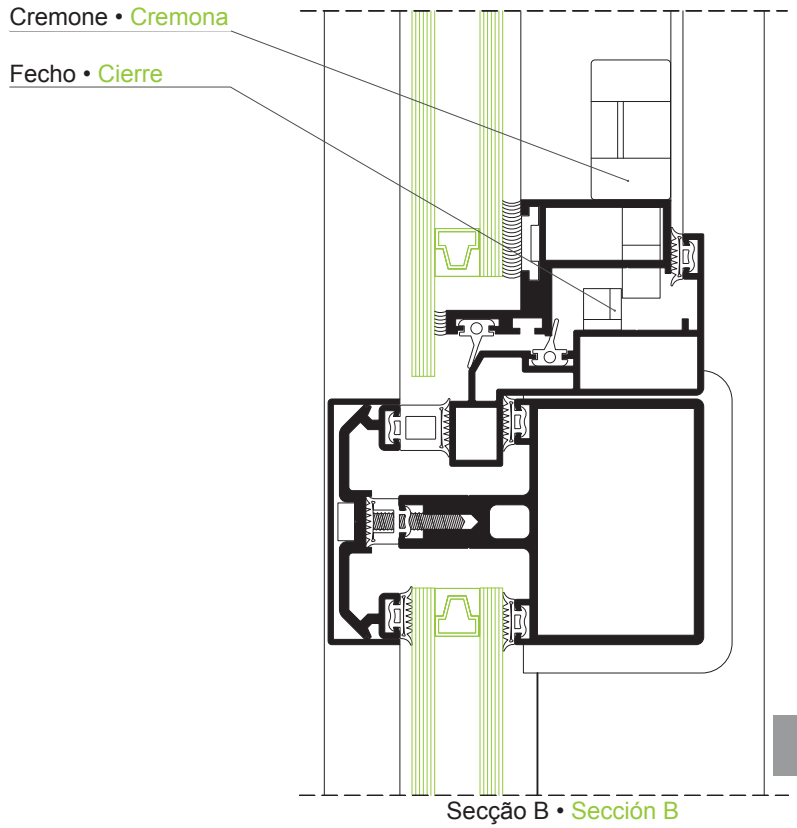 Cremone • Cremona
Fecho • Cierre
Secção B • Sección B